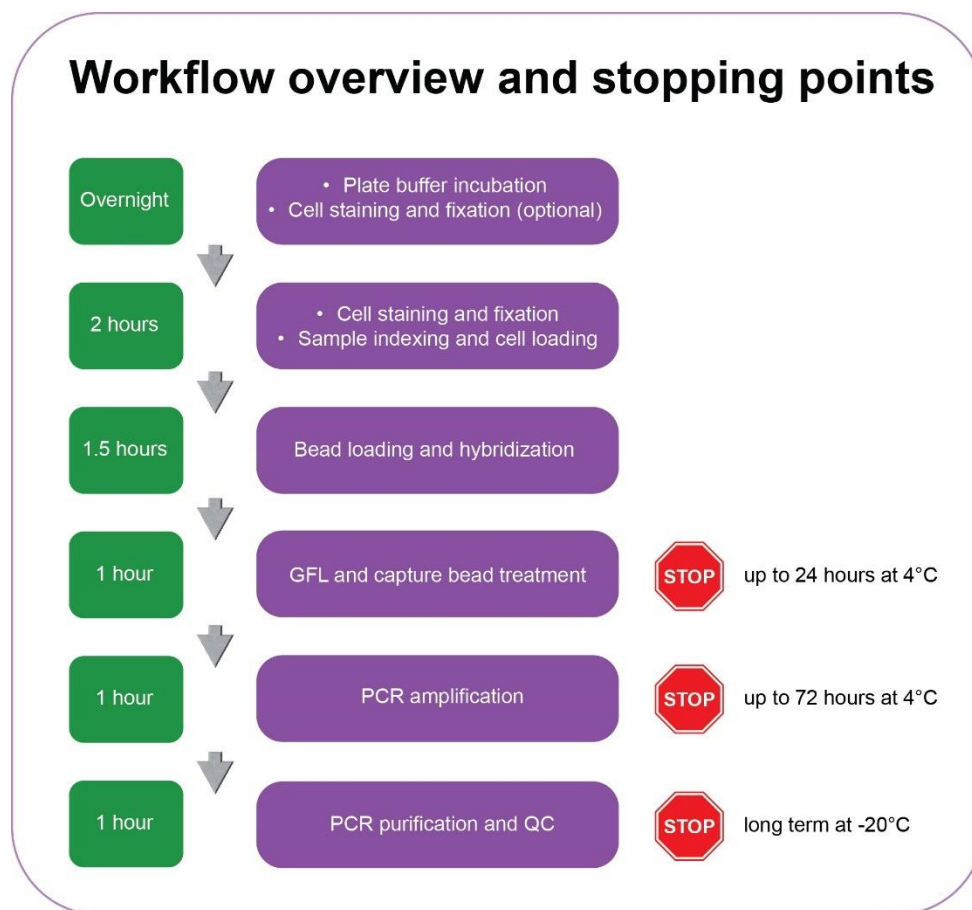 Workflow overview and stopping points
Overnight
• Plate buffer incubation
• Cell staining and fixation (optional)
2 hours
• Cell staining and fixation
• Sample indexing and cell loading
1.5 hours
Bead loading and hybridization
1 hour
GFL and capture bead treatment
STOP
up to 24 hours at 4°C
1 hour
PCR amplification
STOP
up to 72 hours at 4°C
1 hour
PCR purification and QC
STOP
long term at -20°C